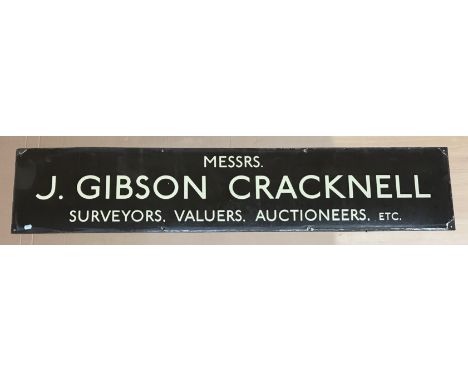 MESSRS.
J. GIBSON CRACKNELL
SURVEYORS, VALUERS, AUCTIONEERS, ETC.